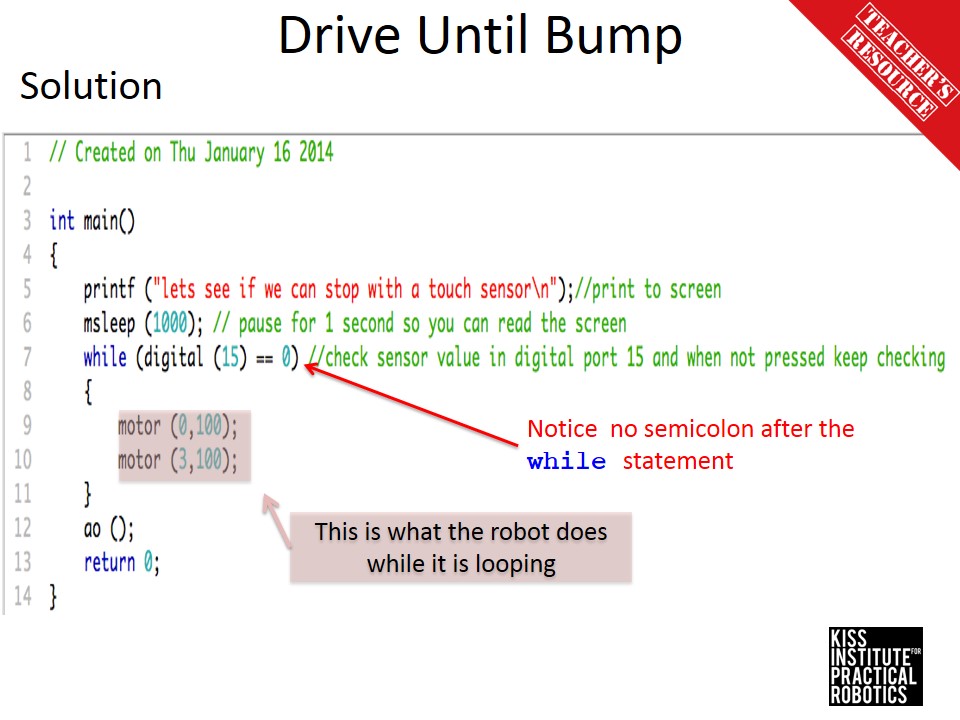 Drive Until Bump
TEACHER'S
RESOURCE
Solution
1 // Created on Thu January 16 2014
2
3 int main()
4 {
5 printf ("lets see if we can stop with a touch sensor\n");//print to screen
6 msleep (1000); // pause for 1 second so you can read the screen
7 while (digital (15) == 0) //check sensor value in digital port 15 and when not pressed keep checking
8 {
9 motor (0,100);
10 motor (3,100);
11 }
12 ao ();
13 return 0;
14 }
Notice no semicolon after the
while statement
This is what the robot does
while it is looping
KISS
INSTITUTE FOR
PRACTICAL
ROBOTICS